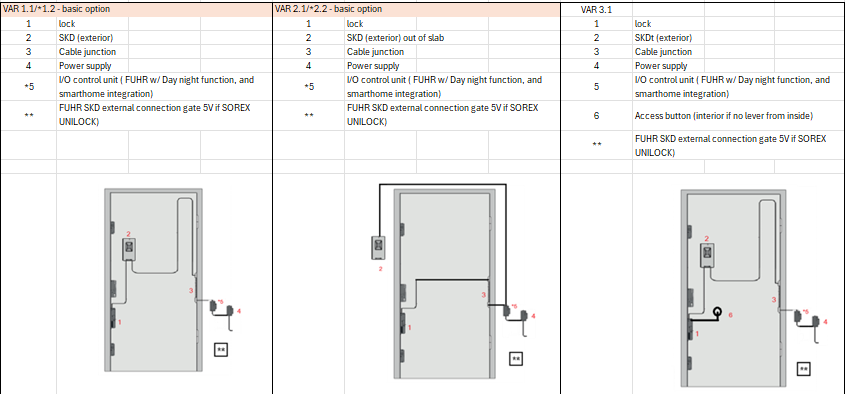 VAR 1.1/*1.2 - basic option
1 lock
2 SKD (exterior)
3 Cable junction
4 Power supply
*5 I/O control unit ( FUHR w/ Day night function, and
smarthome integration)
** FUHR SKD external connection gate 5V if SOREX
UNILOCK)
2
3
*5
4
1
**
VAR 2.1/*2.2 - basic option
1 lock
2 SKD (exterior) out of slab
3 Cable junction
4 Power supply
*5 I/O control unit ( FUHR w/ Day night function, and
smarthome integration)
** FUHR SKD external connection gate 5V if SOREX
UNILOCK)
2
3
*5
4
1
**
VAR 3.1
1 lock
2 SKDt (exterior)
3 Cable junction
4 Power supply
5 I/O control unit ( FUHR w/ Day night function, and
smarthome integration)
6 Access button (interior if no lever from inside)
** FUHR SKD external connection gate 5V if SOREX
UNILOCK)
2
3
6
*5
4
1
**